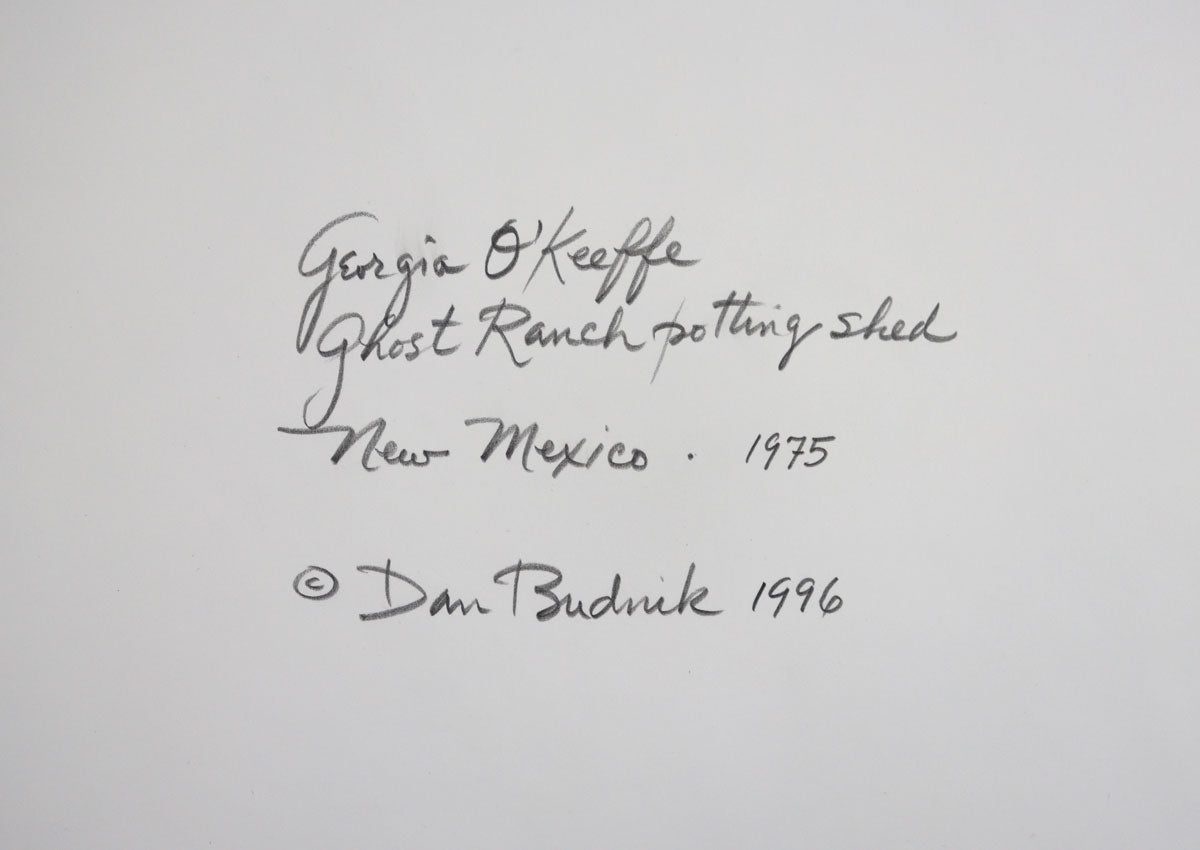 Georgia O'Keeffe
Ghost Ranch potting shed
New Mexico . 1975
© Dan Budnik 1996